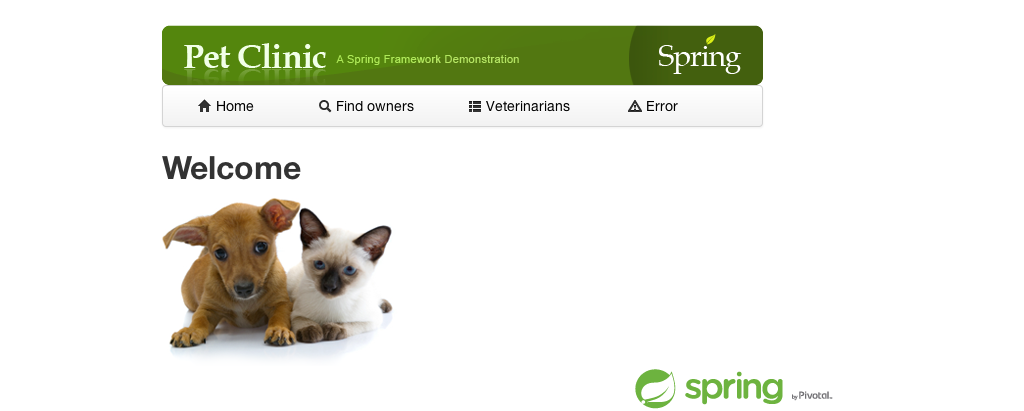 Pet Clinic A Spring Framework Demonstration Spring
Home Find owners Veterinarians Error
Welcome
spring by Pivotal.